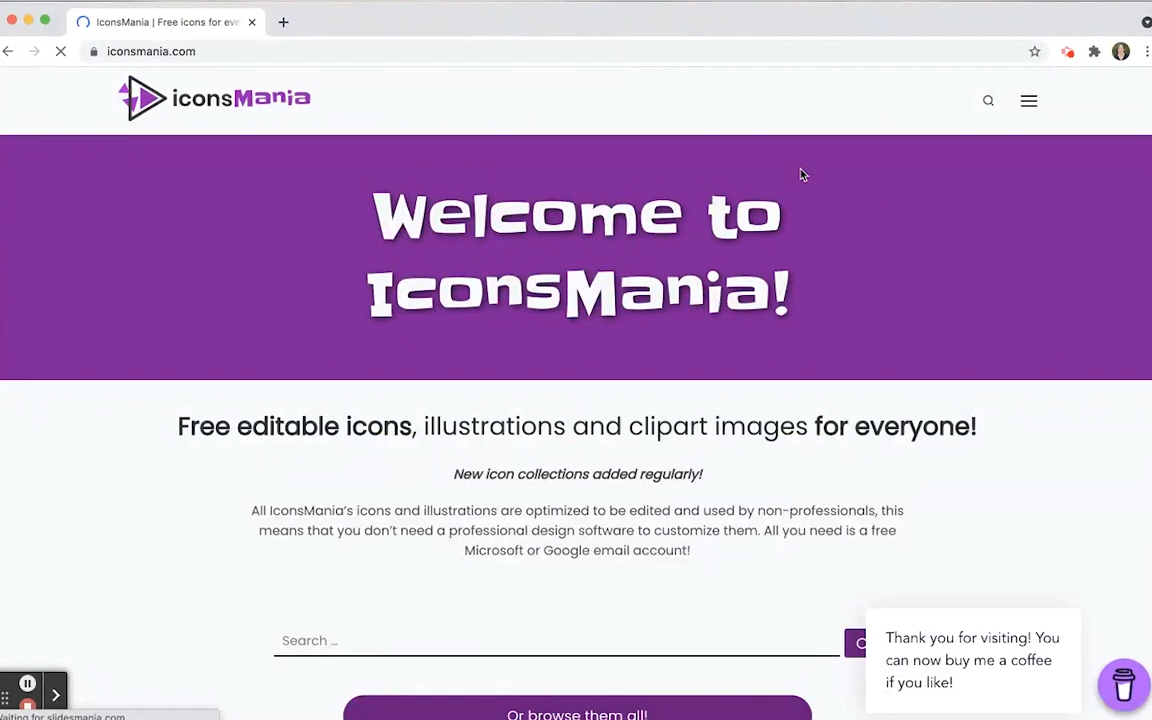 IconsMania | Free icons for eve
iconsmania.com
iconsMania
Welcome to
IconsMania!
Free editable icons, illustrations and clipart images for everyone!
New icon collections added regularly!
All IconsMania's icons and illustrations are optimized to be edited and used by non-professionals, this
means that you don't need a professional design software to customize them. All you need is a free
Microsoft or Google email account!
Search …
Thank you for visiting! You
can now buy me a coffee
if you like!
Or browse them all!
Waiting for slidesmania.com